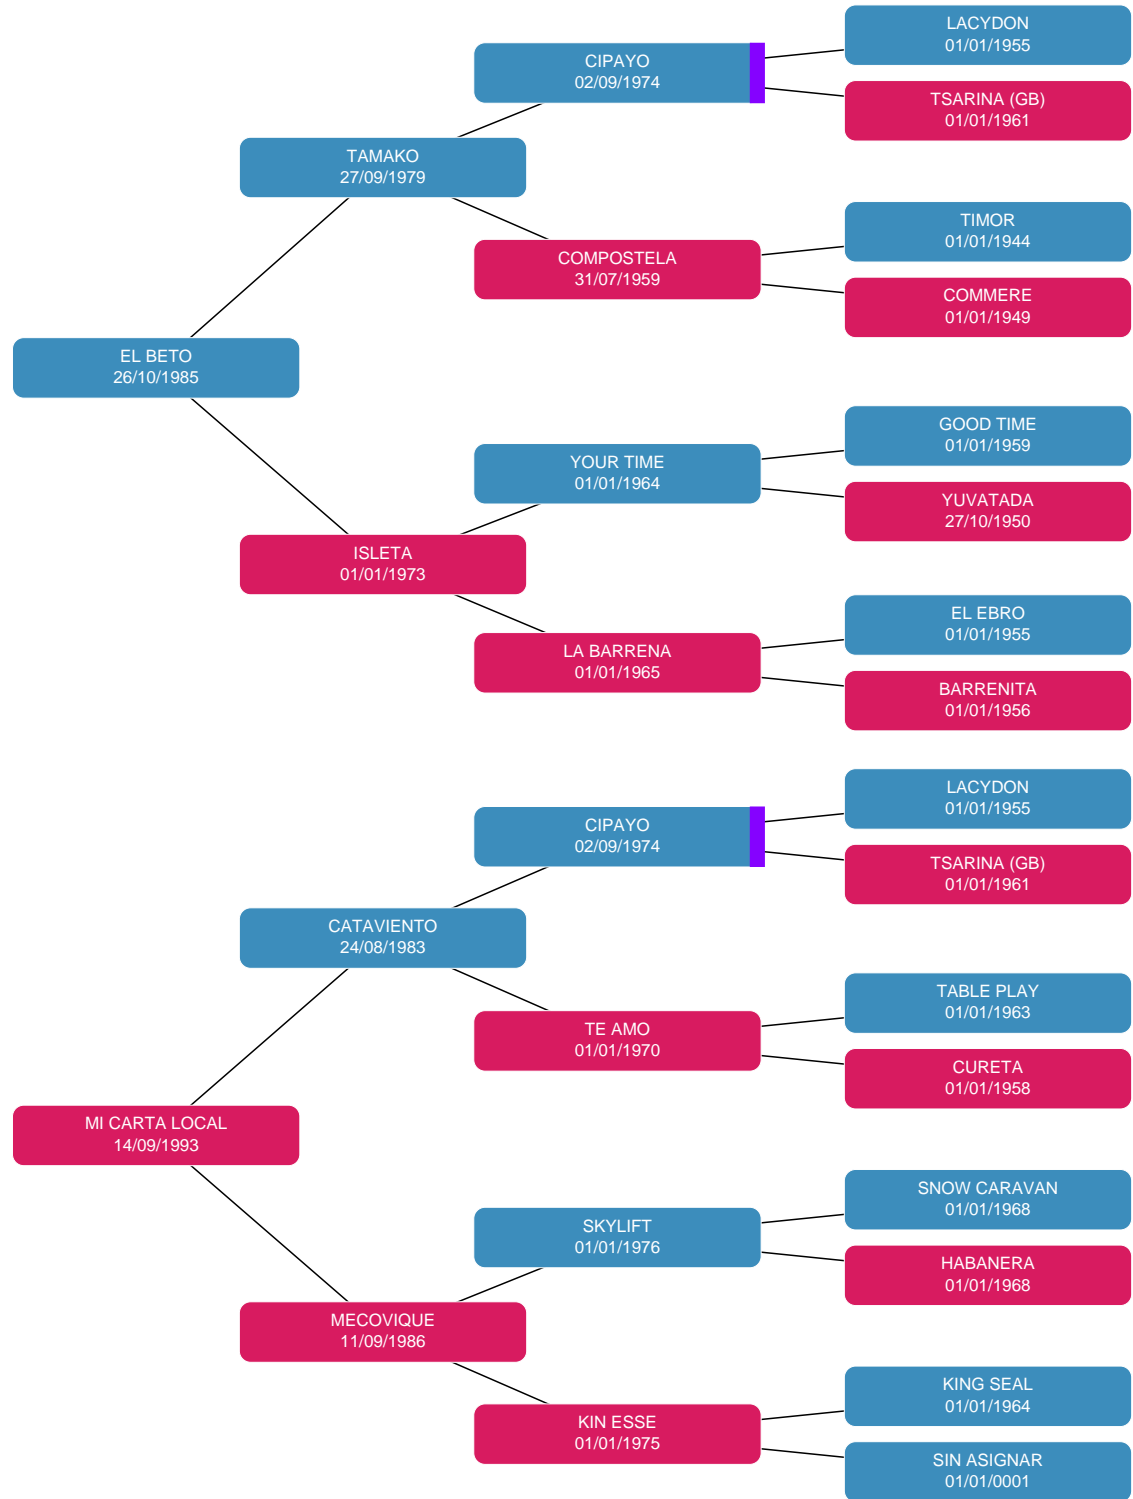 LACYDON
01/01/1955
CIPAYO
02/09/1974
TSARINA (GB)
01/01/1961
TAMAKO
27/09/1979
TIMOR
01/01/1944
COMPOSTELA
31/07/1959
COMMERE
01/01/1949
EL BETO
26/10/1985
GOOD TIME
01/01/1959
YOUR TIME
01/01/1964
YUVATADA
27/10/1950
ISLETA
01/01/1973
EL EBRO
01/01/1955
LA BARRENA
01/01/1965
BARRENITA
01/01/1956
LACYDON
01/01/1955
CIPAYO
02/09/1974
TSARINA (GB)
01/01/1961
CATAVIENTO
24/08/1983
TABLE PLAY
01/01/1963
TE AMO
01/01/1970
CURETA
01/01/1958
MI CARTA LOCAL
14/09/1993
SNOW CARAVAN
01/01/1968
SKYLIFT
01/01/1976
HABANERA
01/01/1968
MECOVIQUE
11/09/1986
KING SEAL
01/01/1964
KIN ESSE
01/01/1975
SIN ASIGNAR
01/01/0001